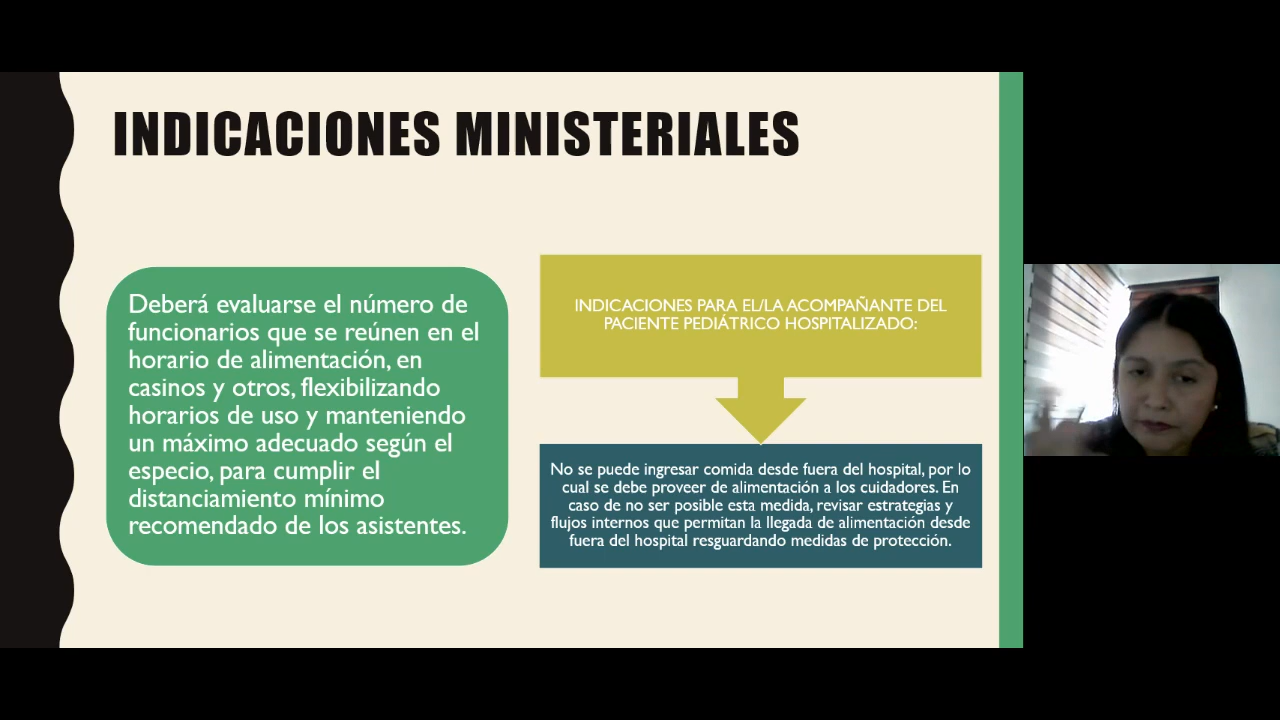 INDICACIONES MINISTERIALES
Deberá evaluarse el número de
funcionarios que se reúnen en el
horario de alimentación, en
casinos y otros, flexibilizando
horarios de uso y manteniendo
un máximo adecuado según el
especio, para cumplir el
distanciamiento mínimo
recomendado de los asistentes.
INDICACIONES PARA EL/LA ACOMPAÑANTE DEL
PACIENTE PEDIÁTRICO HOSPITALIZADO:
No se puede ingresar comida desde fuera del hospital, por lo
cual se debe proveer de alimentación a los cuidadores. En
caso de no ser posible esta medida, revisar estrategias y
flujos internos que permitan la llegada de alimentación desde
fuera del hospital resguardando medidas de protección.